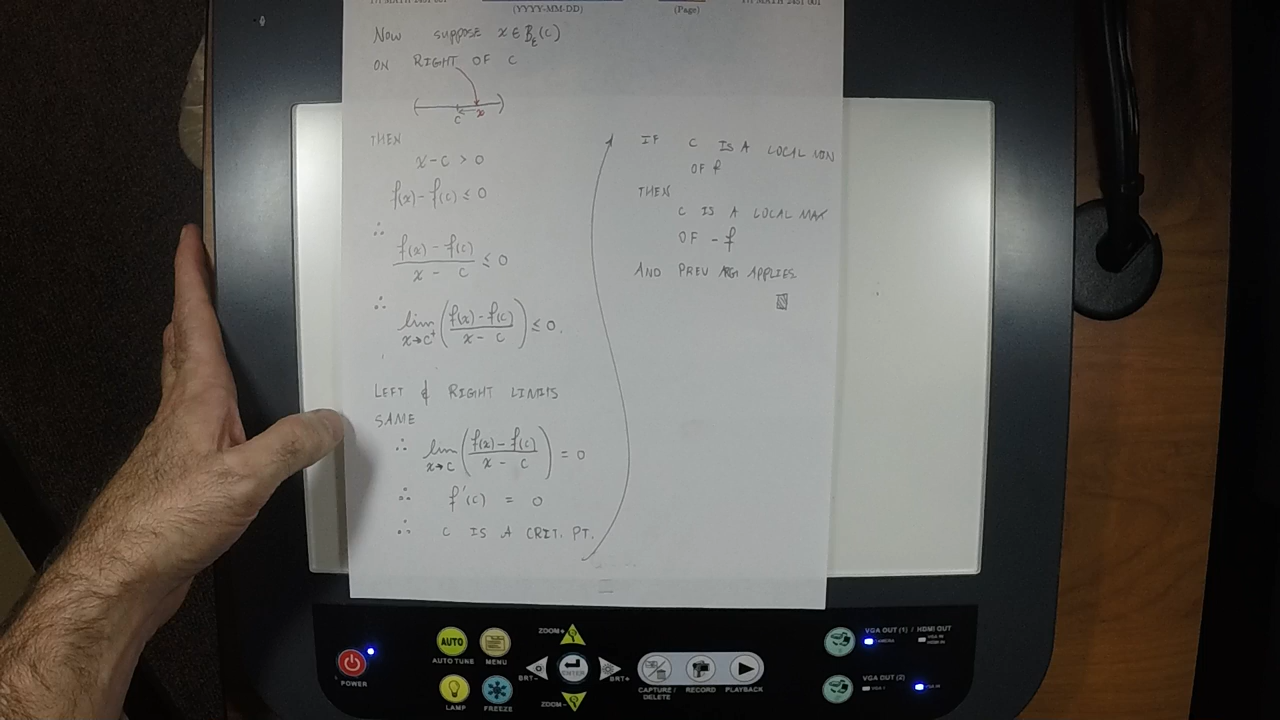 (YYYY-MM-DD)
(Page)
NOW SUPPOSE x ∈ B_ε(c)
ON RIGHT OF C
( )
c x
THEN
x - c > 0
f(x) - f(c) ≤ 0
∴
f(x) - f(c)
x - c
≤ 0
∴
lim x→c⁺ ( f(x) - f(c) / x - c ) ≤ 0.
LEFT & RIGHT LIMITS
SAME
∴ lim x→c ( f(x) - f(c) / x - c ) = 0
∴ f'(c) = 0
∴ C IS A CRIT. PT.
IF C IS A LOCAL MIN
OF f
THEN
C IS A LOCAL MAX
OF -f
AND PREV ARG APPLIES.
POWER
AUTO
AUTO TUNE
MENU
LAMP
FREEZE
ZOOM+
BRT-
ENTER
BRT+
ZOOM-
CAPTURE /
DELETE
RECORD
PLAYBACK
VGA OUT (1) / HDMI OUT
VGA OUT (2)